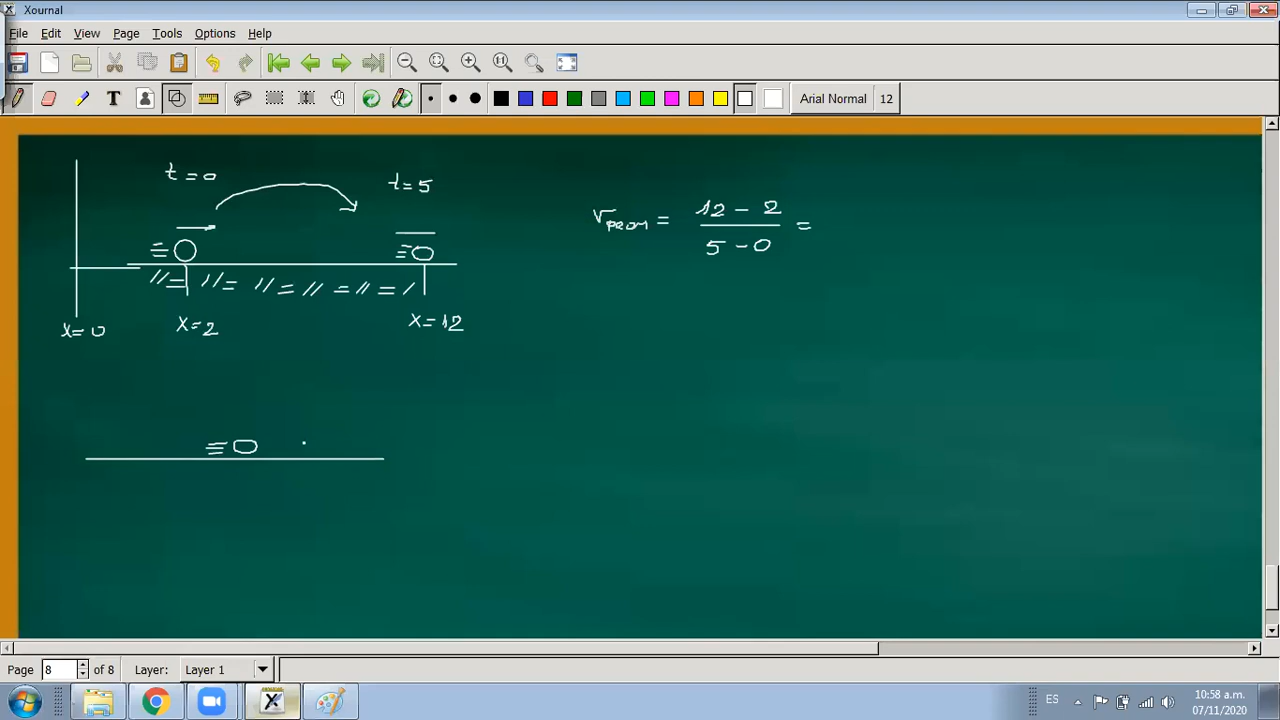 Xournal
File Edit View Page Tools Options Help
T Arial Normal 12
t = 0
t = 5
x = 0
x = 2
x = 12
Vprom = 12 - 2 / 5 - 0 =
Page 8 of 8 Layer: Layer 1
ES 10:58 a.m.
07/11/2020